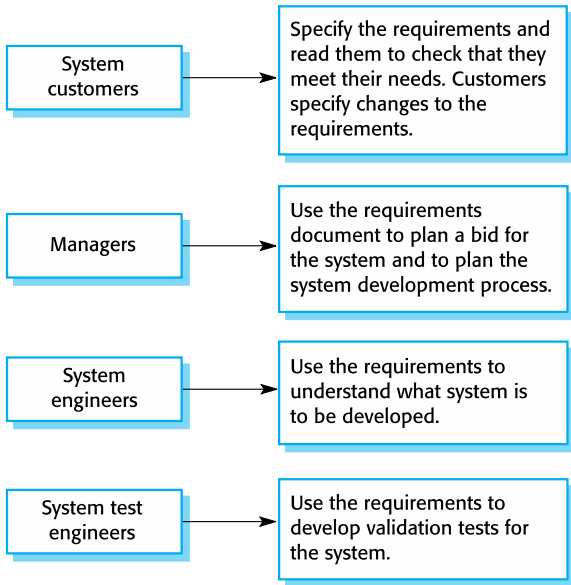 System
customers
Specify the requirements and
read them to check that they
meet their needs. Customers
specify changes to the
requirements.
Managers
Use the requirements
document to plan a bid for
the system and to plan the
system development process.
System
engineers
Use the requirements to
understand what system is
to be developed.
System test
engineers
Use the requirements to
develop validation tests for
the system.